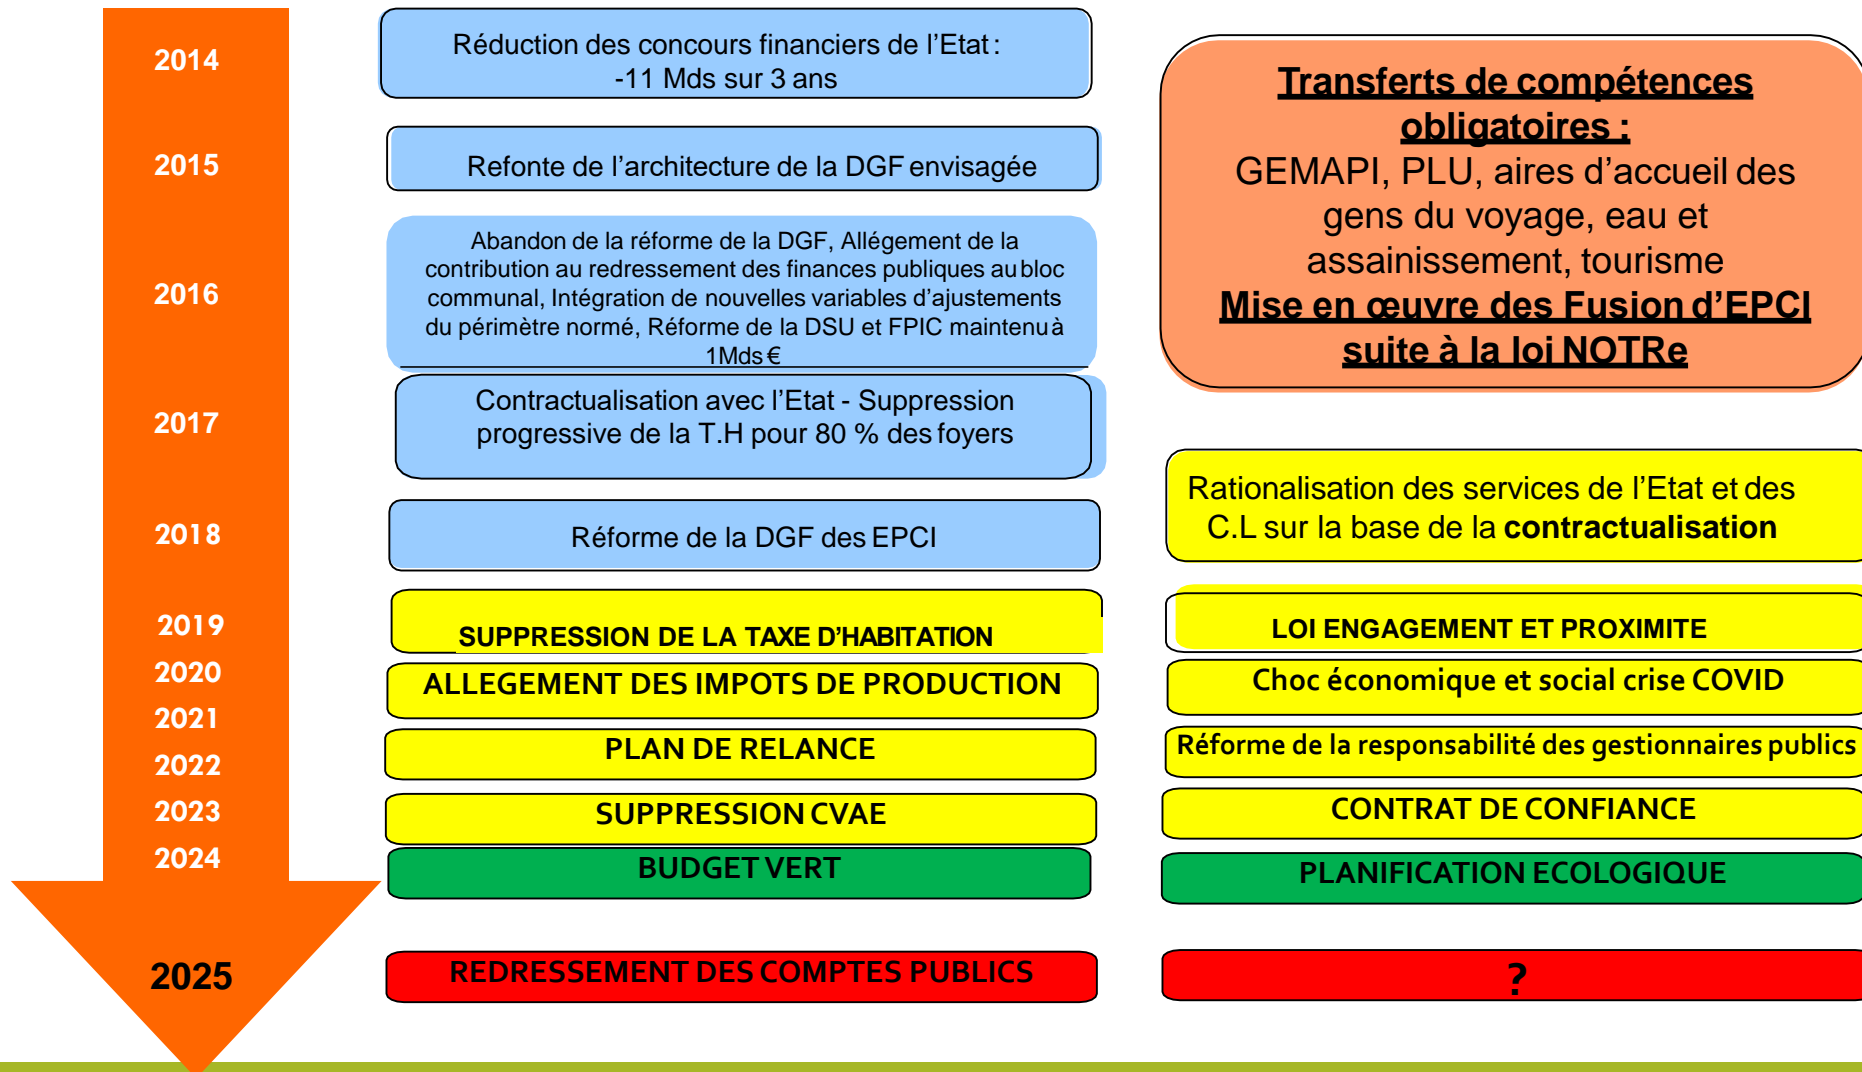 2014
Réduction des concours financiers de l’Etat :
-11 Mds sur 3 ans
2015
Refonte de l’architecture de la DGF envisagée
2016
Abandon de la réforme de la DGF, Allégement de la
contribution au redressement des finances publiques au bloc
communal, Intégration de nouvelles variables d’ajustements
du périmètre normé, Réforme de la DSU et FPIC maintenu à
1Mds €
2017
Contractualisation avec l’Etat - Suppression
progressive de la T.H pour 80 % des foyers
2018
Réforme de la DGF des EPCI
Transferts de compétences
obligatoires :
GEMAPI, PLU, aires d’accueil des
gens du voyage, eau et
assainissement, tourisme
Mise en œuvre des Fusion d’EPCI
suite à la loi NOTRe
Rationalisation des services de l’Etat et des
C.L sur la base de la contractualisation
2019
SUPPRESSION DE LA TAXE D’HABITATION
LOI ENGAGEMENT ET PROXIMITE
2020
ALLEGEMENT DES IMPOTS DE PRODUCTION
Choc économique et social crise COVID
2021
PLAN DE RELANCE
Réforme de la responsabilité des gestionnaires publics
2022
2023
SUPPRESSION CVAE
CONTRAT DE CONFIANCE
2024
BUDGET VERT
PLANIFICATION ECOLOGIQUE
2025
REDRESSEMENT DES COMPTES PUBLICS
?